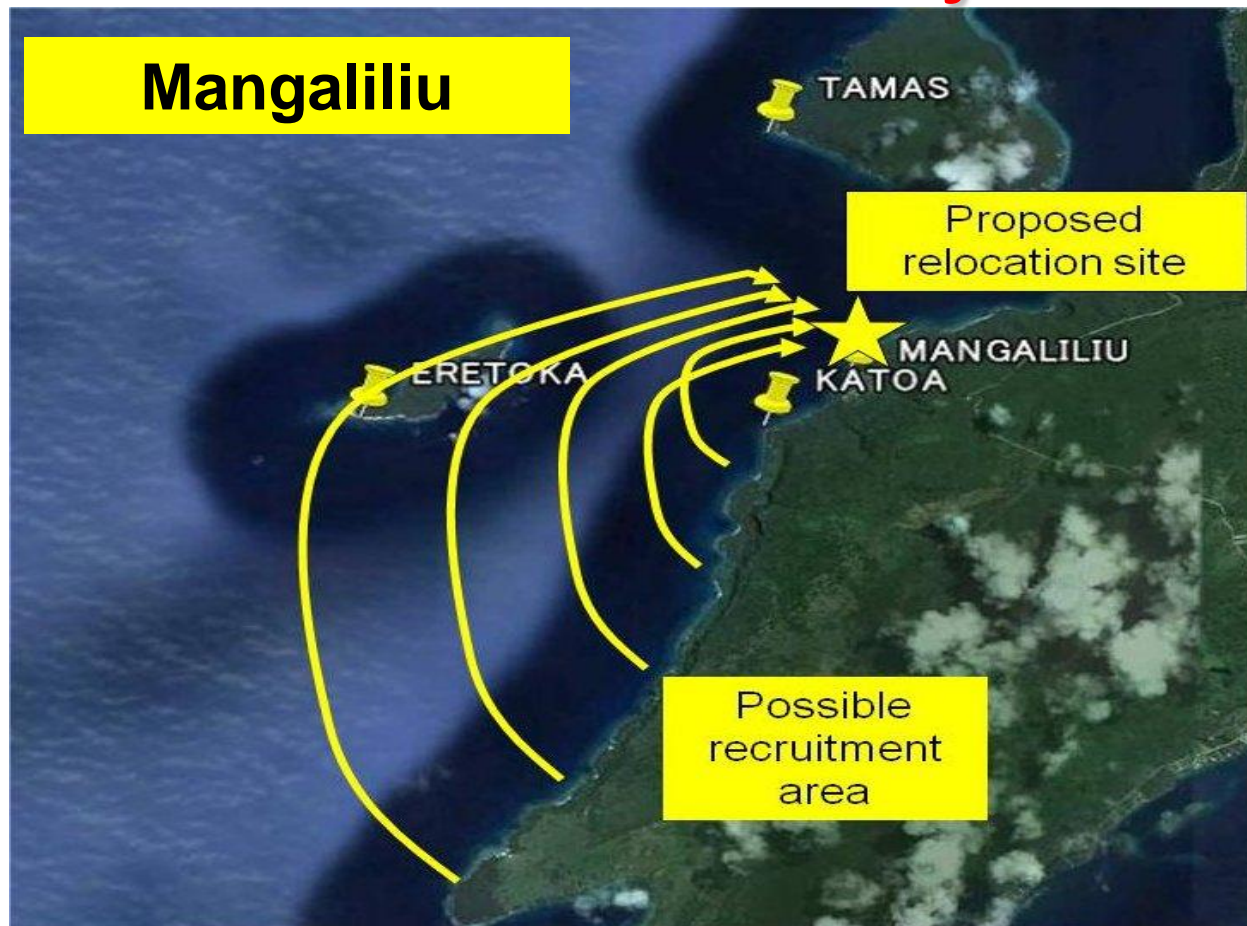 Mangaliliu
TAMAS
Proposed
relocation site
MANGALILIU
ERETOKA
KATOA
Possible
recruitment
area